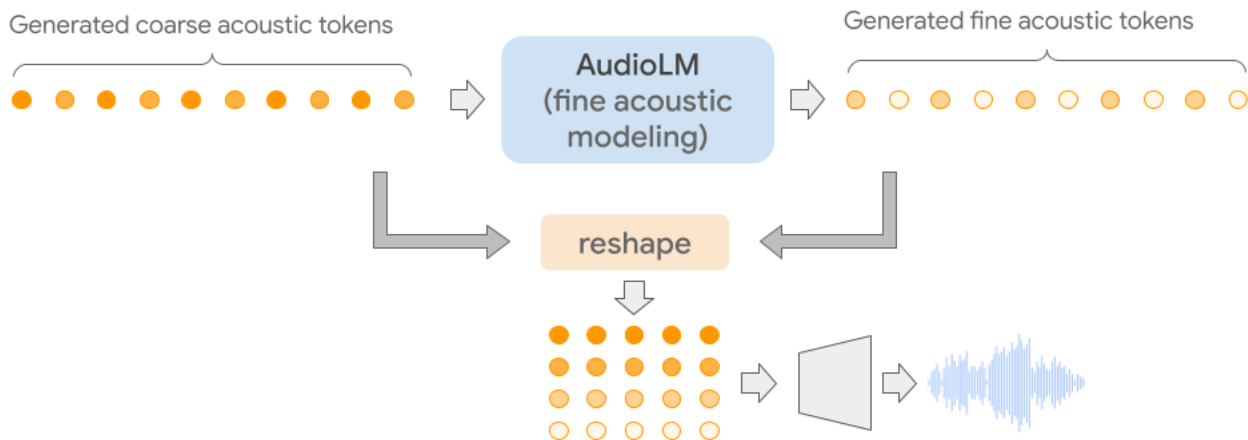 Generated coarse acoustic tokens
Generated fine acoustic tokens
AudioLM
(fine acoustic
modeling)
reshape